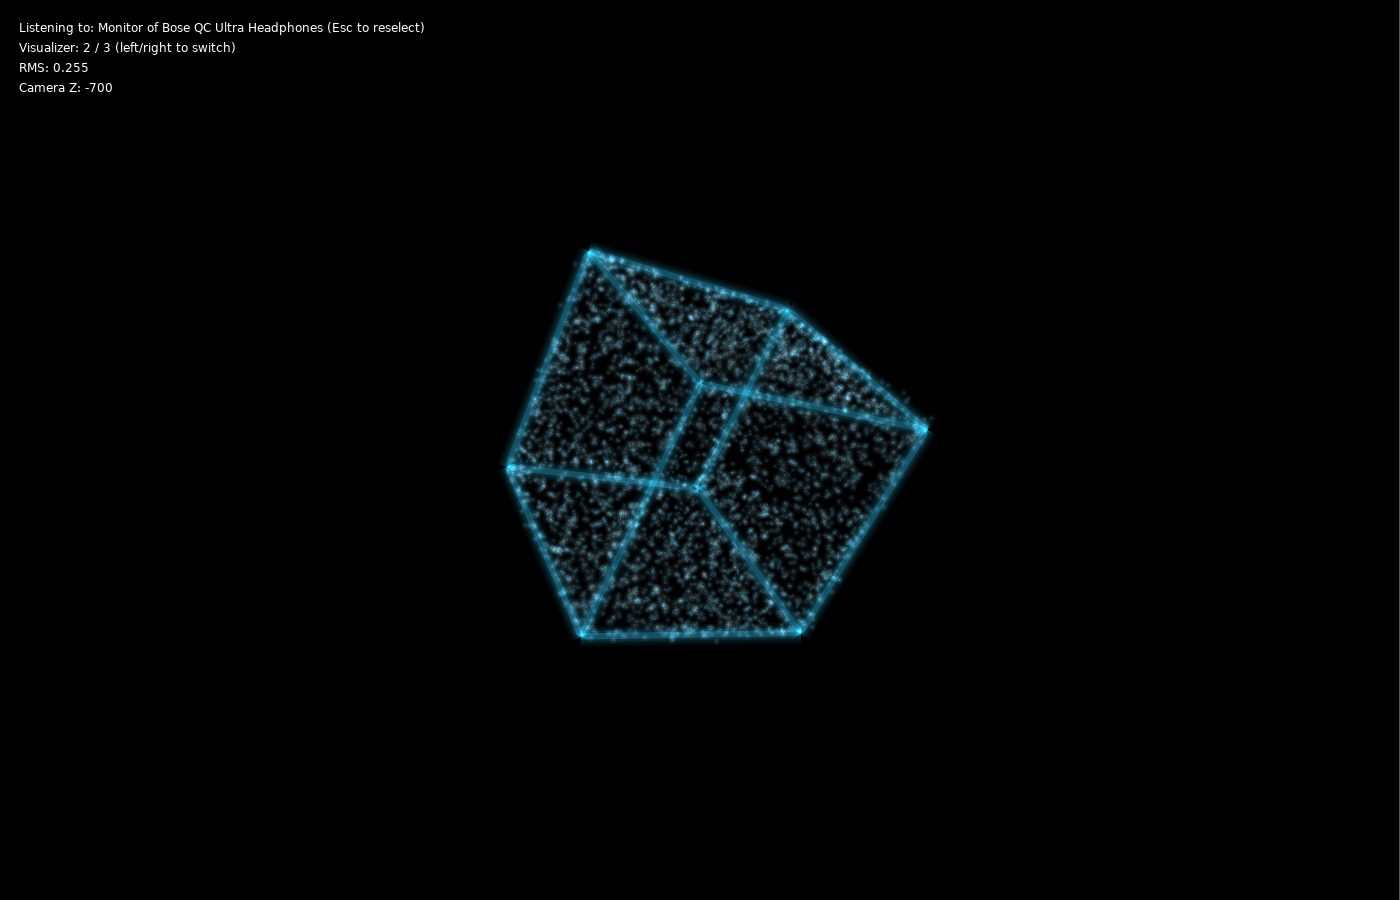 Listening to: Monitor of Bose QC Ultra Headphones (Esc to reselect)
Visualizer: 2 / 3 (left/right to switch)
RMS: 0.255
Camera Z: -700